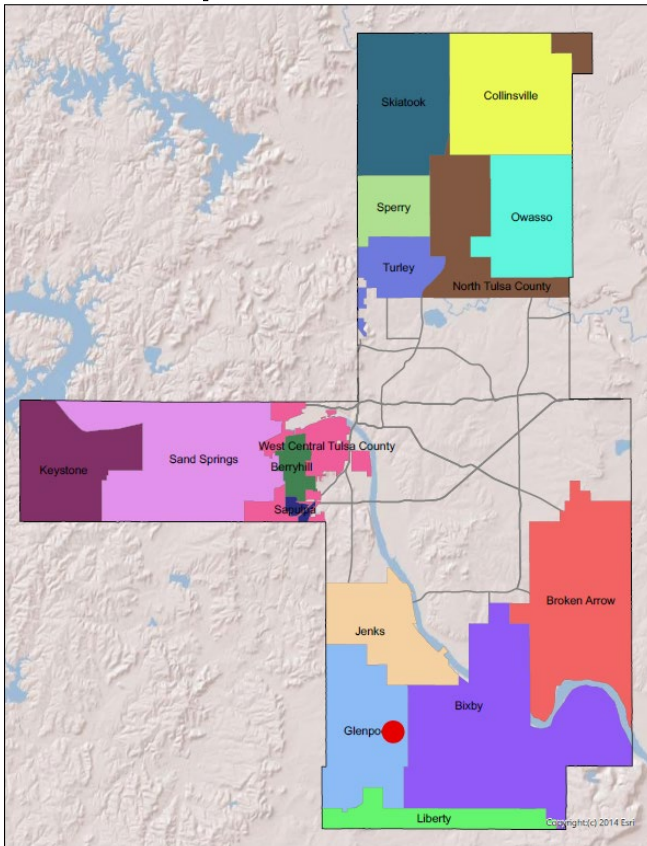 Skiatook
Collinsville
Sperry
Owasso
Turley
North Tulsa County
West Central Tulsa County
Sand Springs
Berryhill
Keystone
Sapulpa
Broken Arrow
Jenks
Bixby
Glenpo
Liberty
Copyright:(c) 2014 Esri